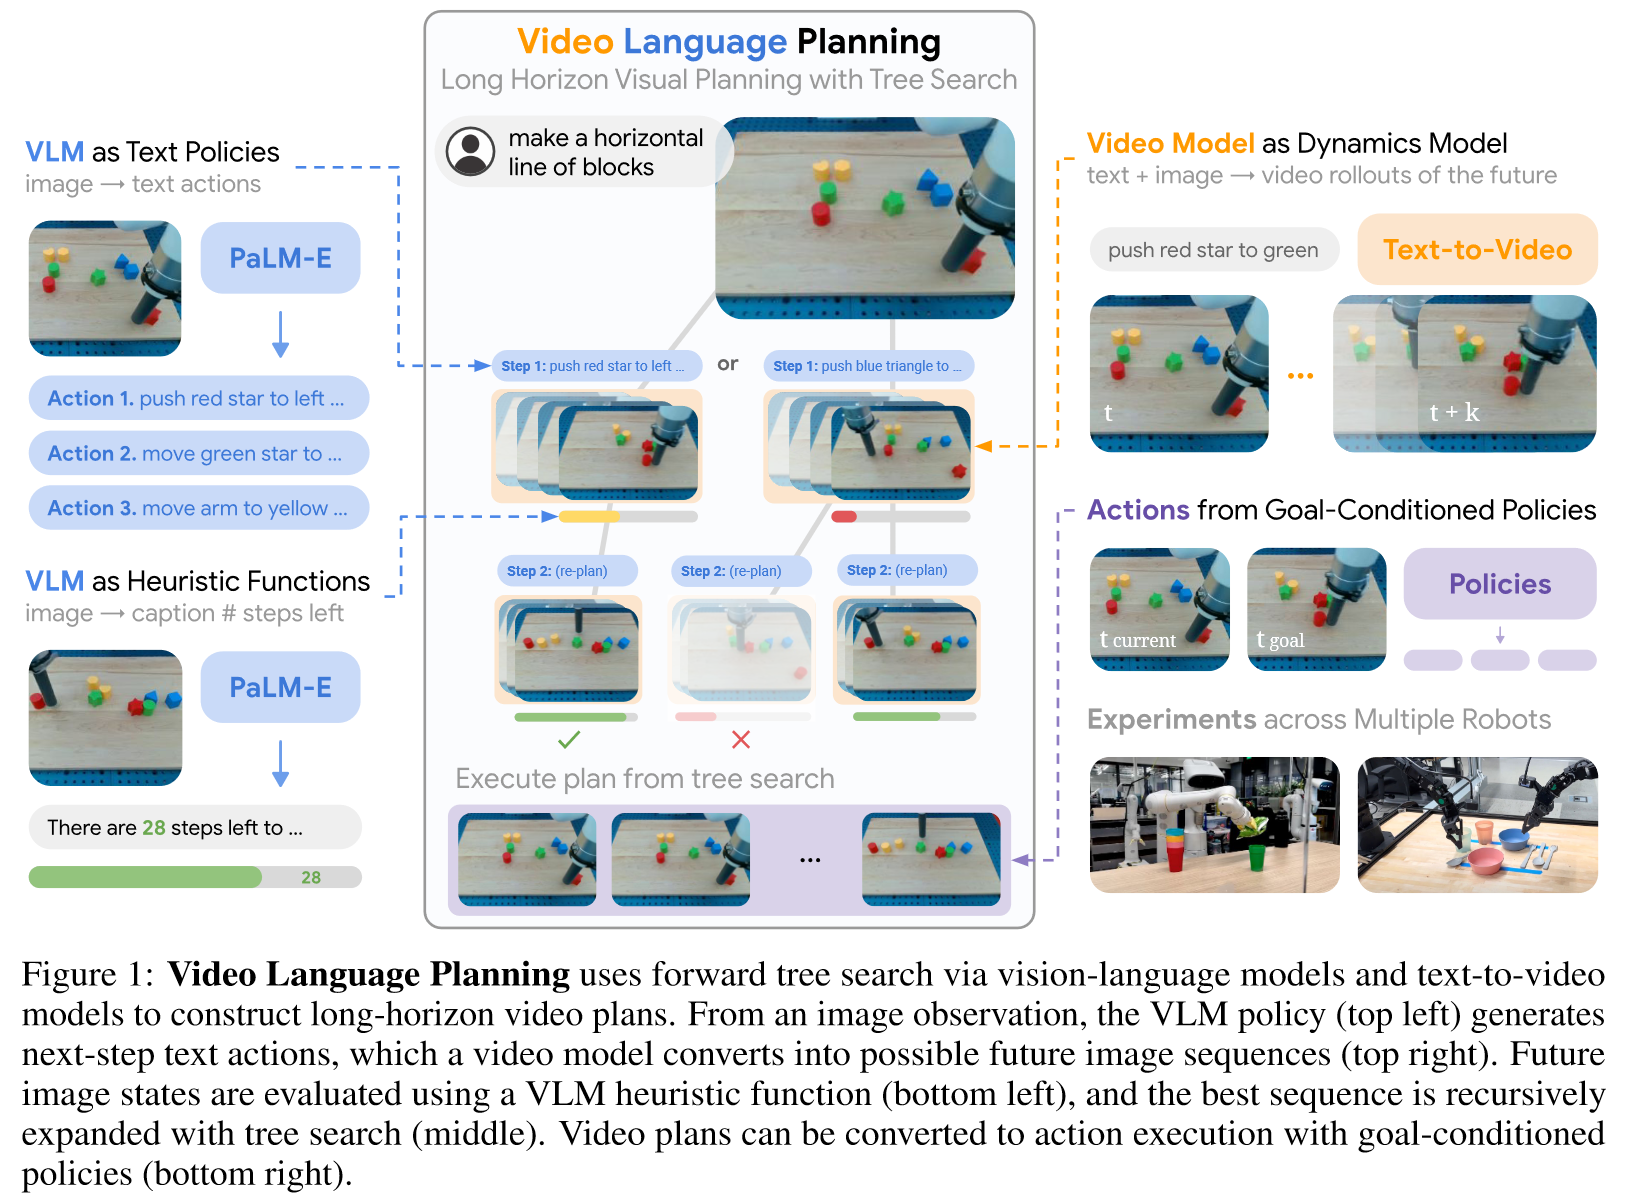 Video Language Planning
Long Horizon Visual Planning with Tree Search
make a horizontal
line of blocks
VLM as Text Policies
image → text actions
PaLM-E
Action 1. push red star to left ...
Action 2. move green star to ...
Action 3. move arm to yellow ...
VLM as Heuristic Functions
image → caption # steps left
PaLM-E
There are 28 steps left to ...
28
Step 1: push red star to left ...
or
Step 1: push blue triangle to ...
Step 2: (re-plan)
Step 2: (re-plan)
Step 2: (re-plan)
Execute plan from tree search
...
Video Model as Dynamics Model
text + image → video rollouts of the future
push red star to green
Text-to-Video
t
...
t + k
Actions from Goal-Conditioned Policies
t current
t goal
Policies
Experiments across Multiple Robots
Figure 1: Video Language Planning uses forward tree search via vision-language models and text-to-video
models to construct long-horizon video plans. From an image observation, the VLM policy (top left) generates
next-step text actions, which a video model converts into possible future image sequences (top right). Future
image states are evaluated using a VLM heuristic function (bottom left), and the best sequence is recursively
expanded with tree search (middle). Video plans can be converted to action execution with goal-conditioned
policies (bottom right).